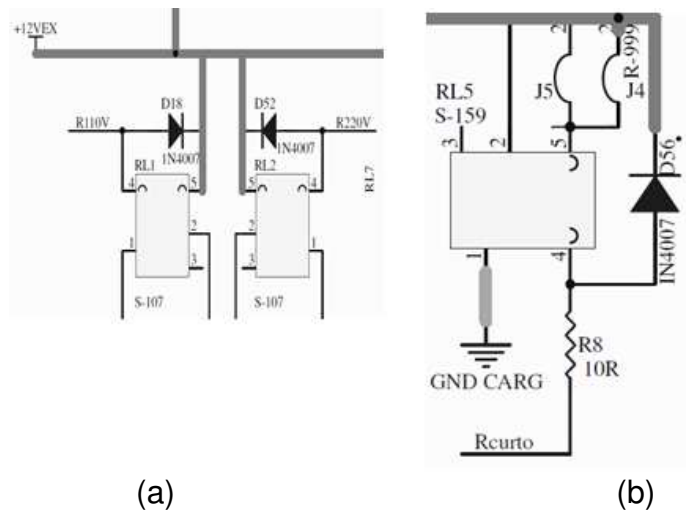 +12VEX
D18
D52
R110V
R220V
1N4007
1N4007
RL1
RL2
RL7
4
5
5
4
1
2
2
1
3
3
S-107
S-107
(a)
2
2
R-999
J5
J4
RL5
S-159
3
2
5
D56
1N4007
1
4
R8
10R
GND CARG
Rcurto
(b)